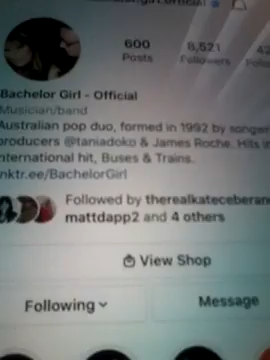 600
8,521
Posts
Followers
Bachelor Girl - Official
Musician/band
Australian pop duo, formed in 1992 by
producers @taniadoko & James Roche. Hits
nternational hit, Buses & Trains.
nktr.ee/BachelorGirl
Followed by therealkateceberan
mattdapp2 and 4 others
View Shop
Following
Message